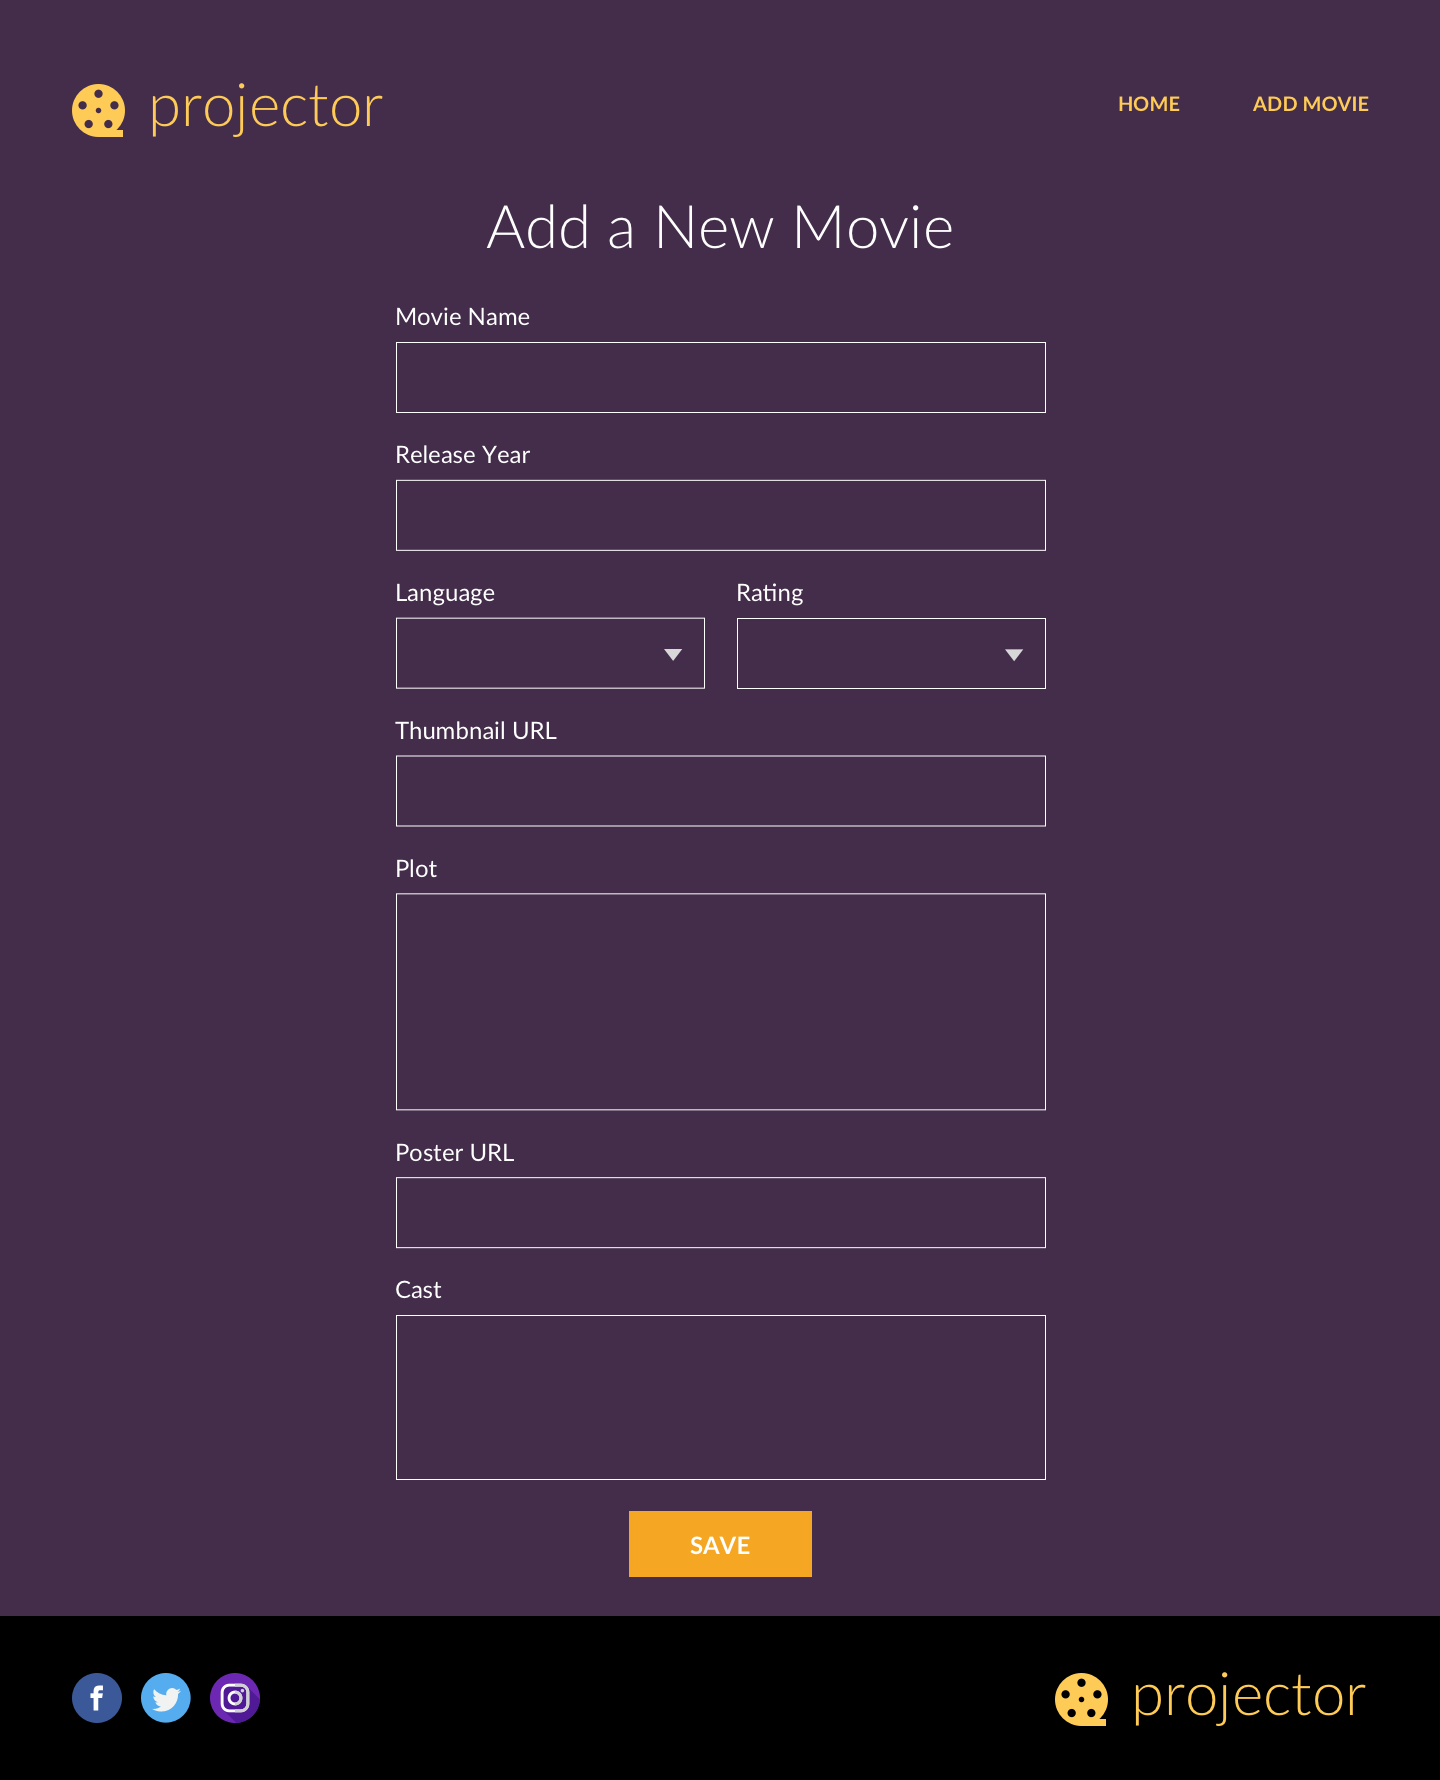 projector
HOME
ADD MOVIE
Add a New Movie
Movie Name
Release Year
Language
Rating
Thumbnail URL
Plot
Poster URL
Cast
SAVE
projector